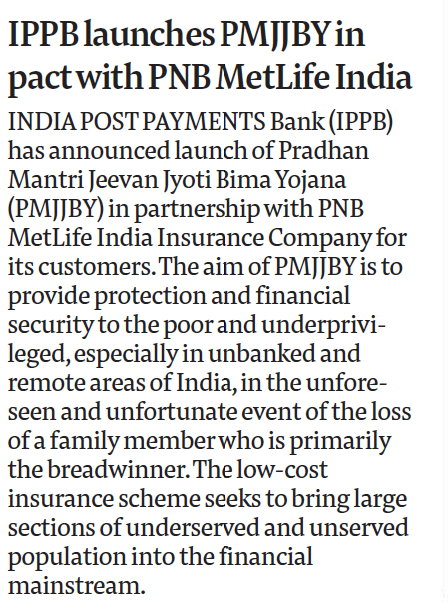 IPPB launches PMJJBY in
pact with PNB MetLife India
INDIA POST PAYMENTS Bank (IPPB)
has announced launch of Pradhan
Mantri Jeevan Jyoti Bima Yojana
(PMJJBY) in partnership with PNB
MetLife India Insurance Company for
its customers. The aim of PMJJBY is to
provide protection and financial
security to the poor and underprivi-
leged, especially in unbanked and
remote areas of India, in the unfore-
seen and unfortunate event of the loss
of a family member who is primarily
the breadwinner. The low-cost
insurance scheme seeks to bring large
sections of underserved and unserved
population into the financial
mainstream.